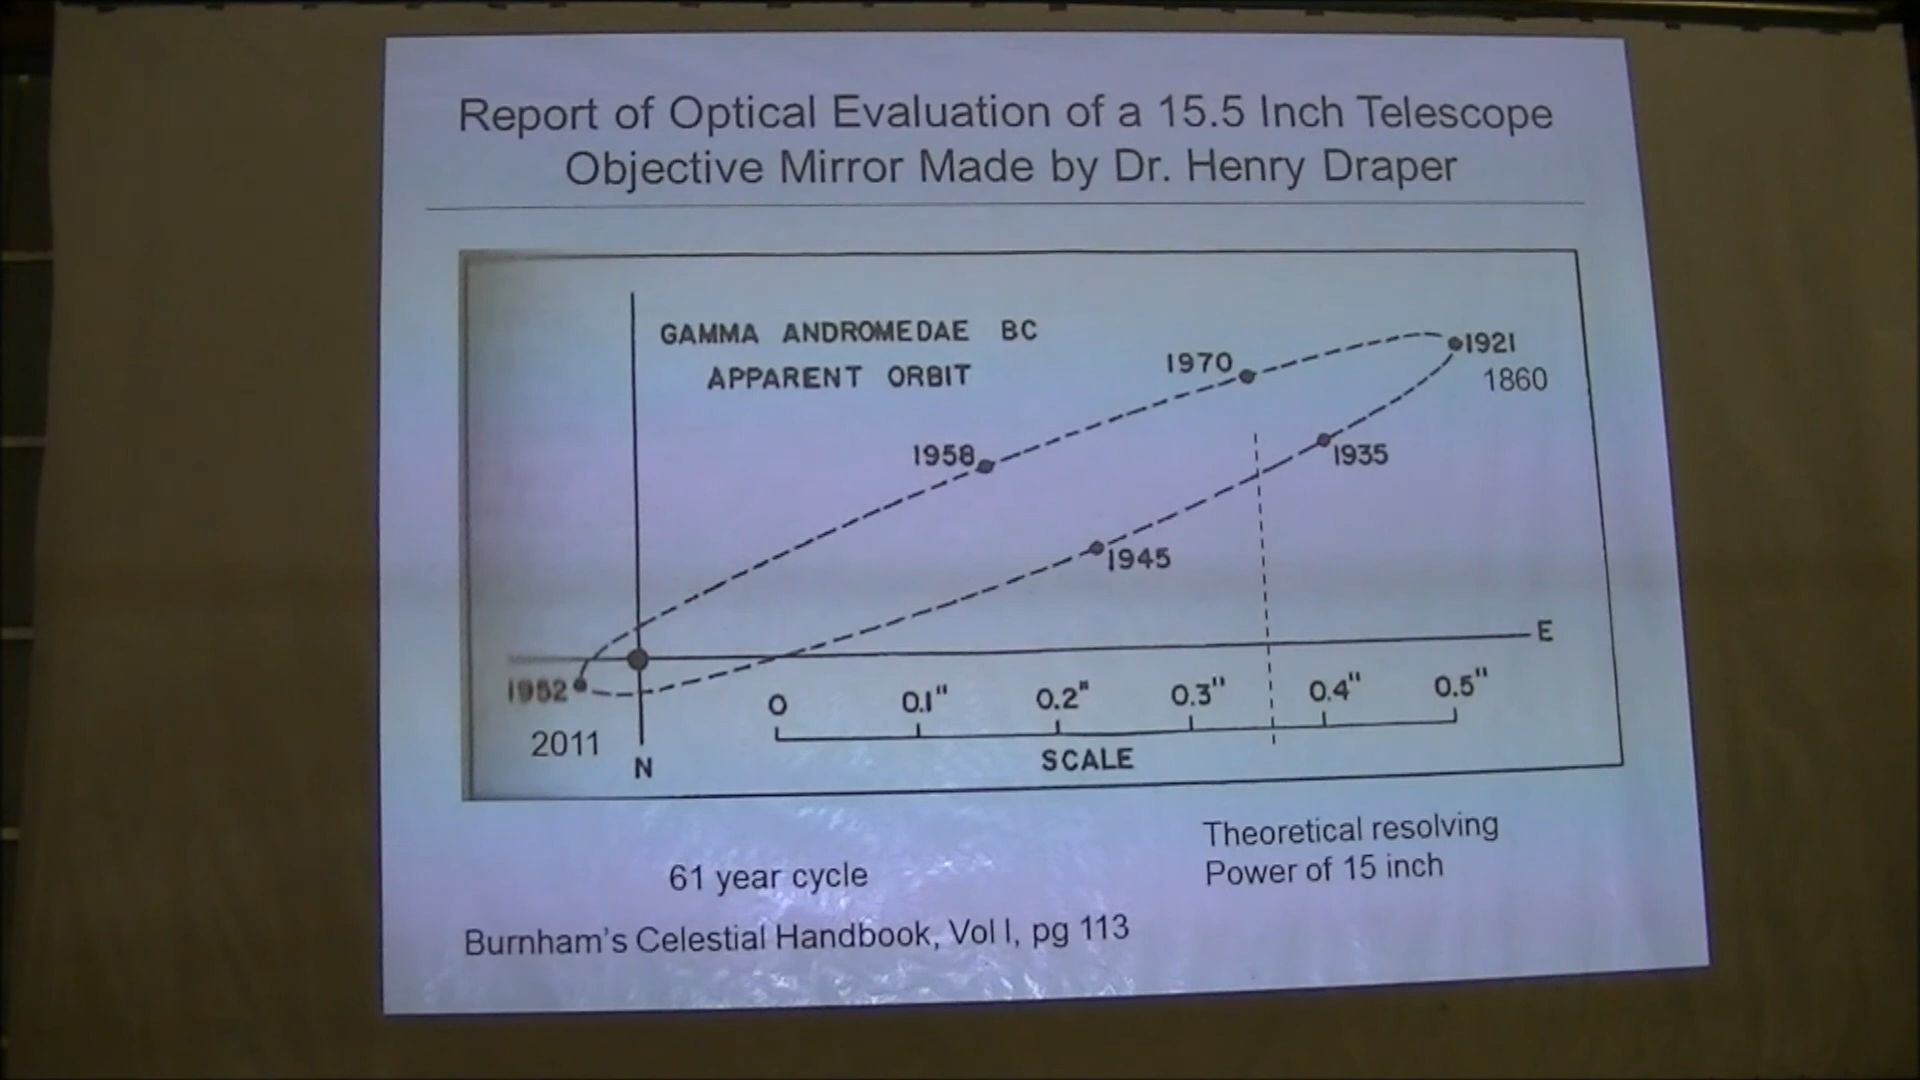 Report of Optical Evaluation of a 15.5 Inch Telescope
Objective Mirror Made by Dr. Henry Draper
GAMMA ANDROMEDAE BC
APPARENT ORBIT
1970
1921
1860
1958
1935
1945
E
1952
2011
N
0 0.1" 0.2" 0.3" 0.4" 0.5"
SCALE
Theoretical resolving
Power of 15 inch
61 year cycle
Burnham's Celestial Handbook, Vol I, pg 113